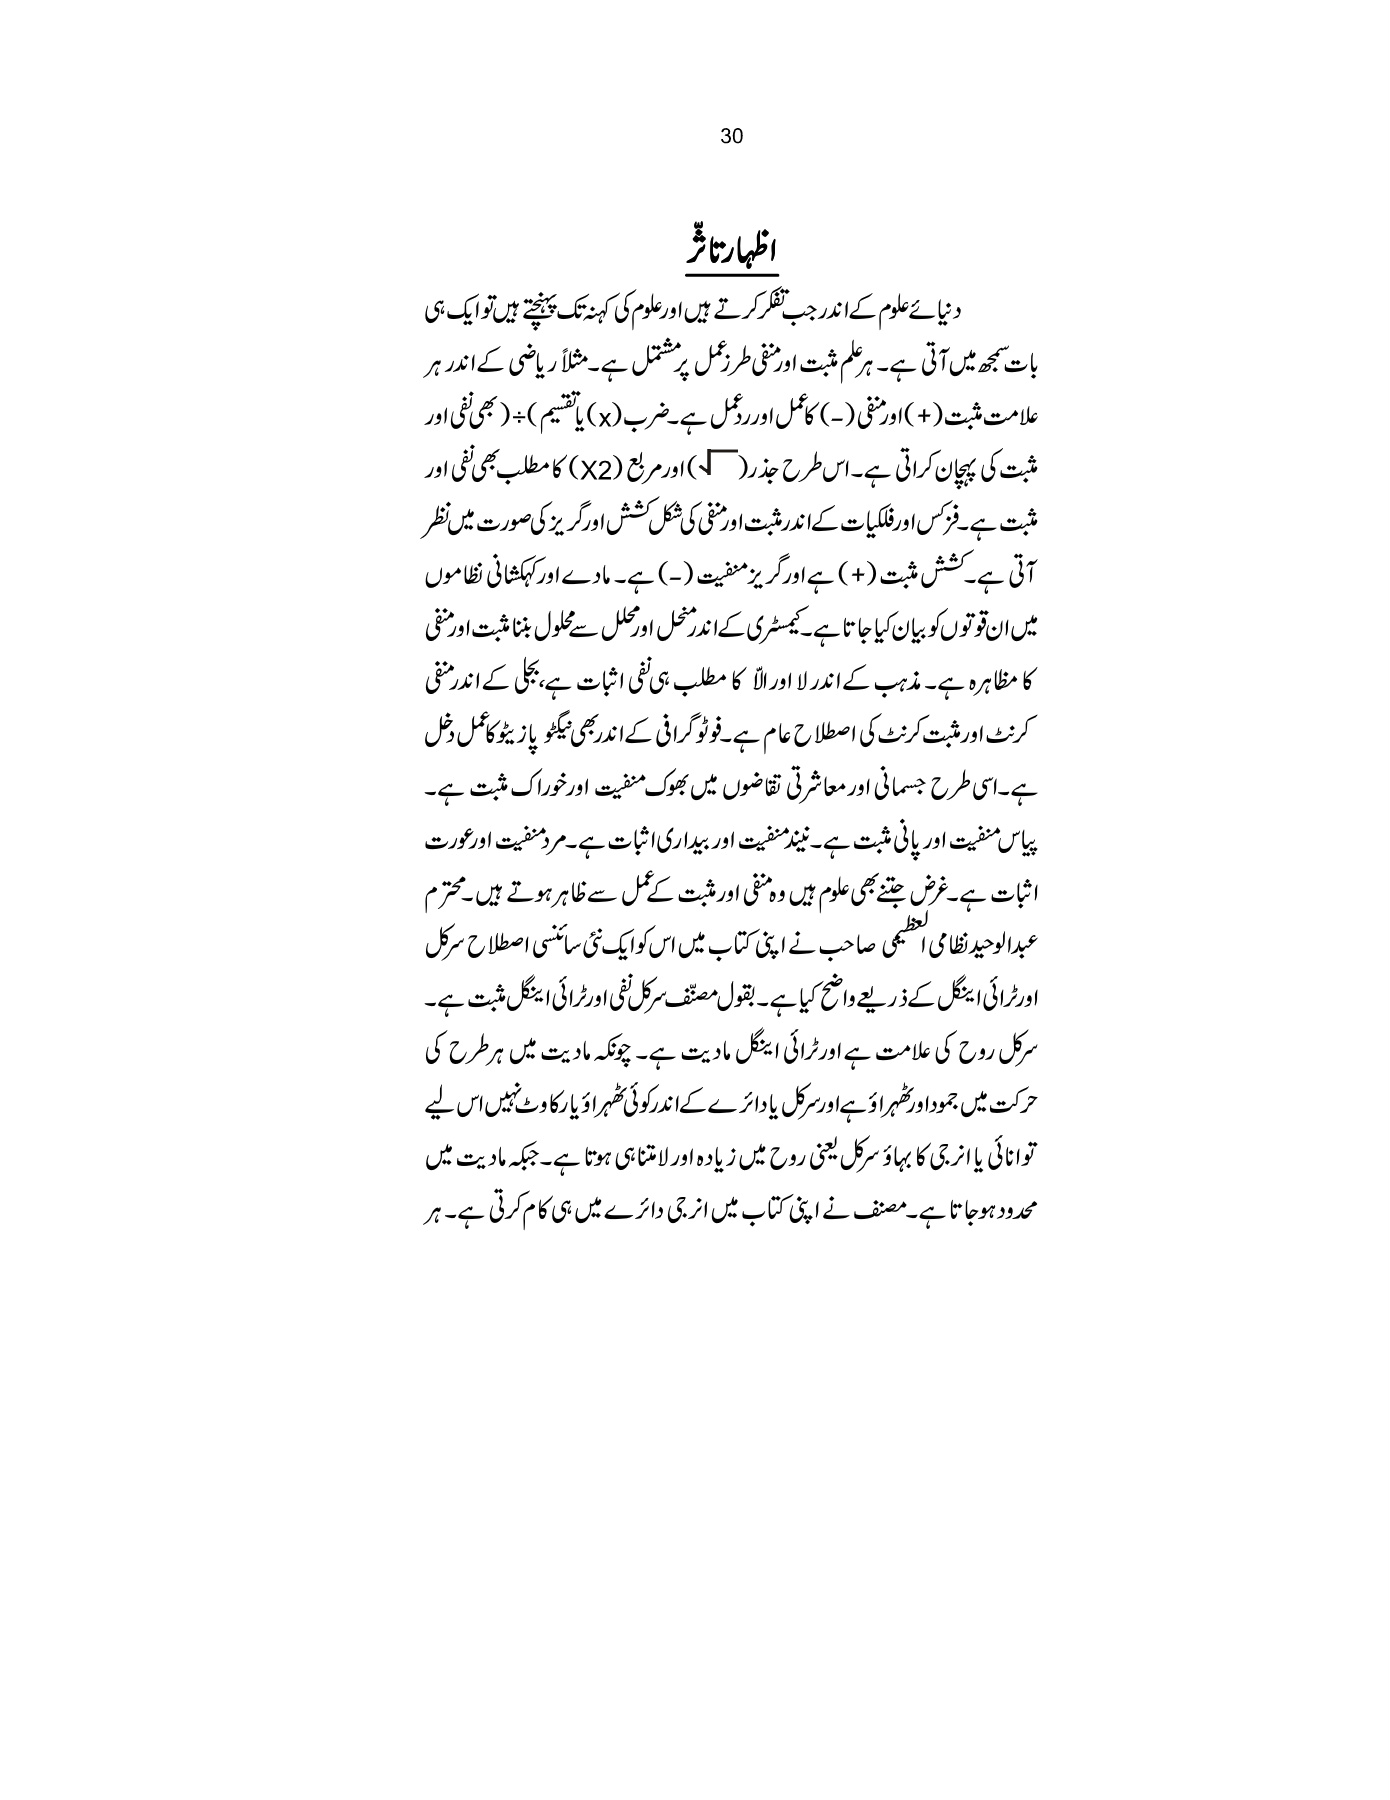 30
اظہار تاثّر
دنیائے علوم کے اندر جب تفکر کرتے ہیں اور علوم کی کہنہ تک پہنچتے ہیں تو ایک ہی
بات سمجھ میں آتی ہے۔ ہر علم مثبت اور منفی طرز عمل پر مشتمل ہے۔ مثلاً ریاضی کے اندر ہر
علامت مثبت (+) اور منفی (-) کا عمل اور رد عمل ہے۔ ضرب (x) یا تقسیم )÷( بھی نفی اور
مثبت کی پہچان کراتی ہے۔ اس طرح جذر (√) اور مربع (X2) کا مطلب بھی نفی اور
مثبت ہے۔ فزکس اور فلکیات کے اندر مثبت اور منفی کی شکل کشش اور گریز کی صورت میں نظر
آتی ہے۔ کشش مثبت (+) ہے اور گریز منفیت (-) ہے۔ مادے اور کہکشانی نظاموں
میں ان قوتوں کو بیان کیا جاتا ہے۔ کیمسٹری کے اندر منحل اور محلل سے محلول بننا مثبت اور منفی
کا مظاہرہ ہے۔ مذہب کے اندر لا اور الاّ کا مطلب ہی نفی اثبات ہے، بجلی کے اندر منفی
کرنٹ اور مثبت کرنٹ کی اصطلاح عام ہے۔ فوٹو گرافی کے اندر بھی نیگٹو پازیٹو کا عمل دخل
ہے۔ اسی طرح جسمانی اور معاشرتی تقاضوں میں بھوک منفیت اور خوراک مثبت ہے۔
پیاس منفیت اور پانی مثبت ہے۔ نیند منفیت اور بیداری اثبات ہے۔ مرد منفیت اور عورت
اثبات ہے۔ غرض جتنے بھی علوم ہیں وہ منفی اور مثبت کے عمل سے ظاہر ہوتے ہیں۔ محترم
عبدالوحید نظامی العظیمی صاحب نے اپنی کتاب میں اس کو ایک نئی سائنسی اصطلاح سرکل
اور ٹرائی اینگل کے ذریعے واضح کیا ہے۔ بقول مصنّف سرکل نفی اور ٹرائی اینگل مثبت ہے۔
سرکل روح کی علامت ہے اور ٹرائی اینگل مادیت ہے۔ چونکہ مادیت میں ہر طرح کی
حرکت میں جمود اور ٹھہراؤ ہے اور سرکل یا دائرے کے اندر کوئی ٹھہراؤ یا رکاوٹ نہیں اس لیے
توانائی یا انرجی کا بہاؤ سرکل یعنی روح میں زیادہ اور لامتناہی ہوتا ہے۔ جبکہ مادیت میں
محدود ہو جاتا ہے۔ مصنف نے اپنی کتاب میں انرجی دائرے میں ہی کام کرتی ہے۔ ہر